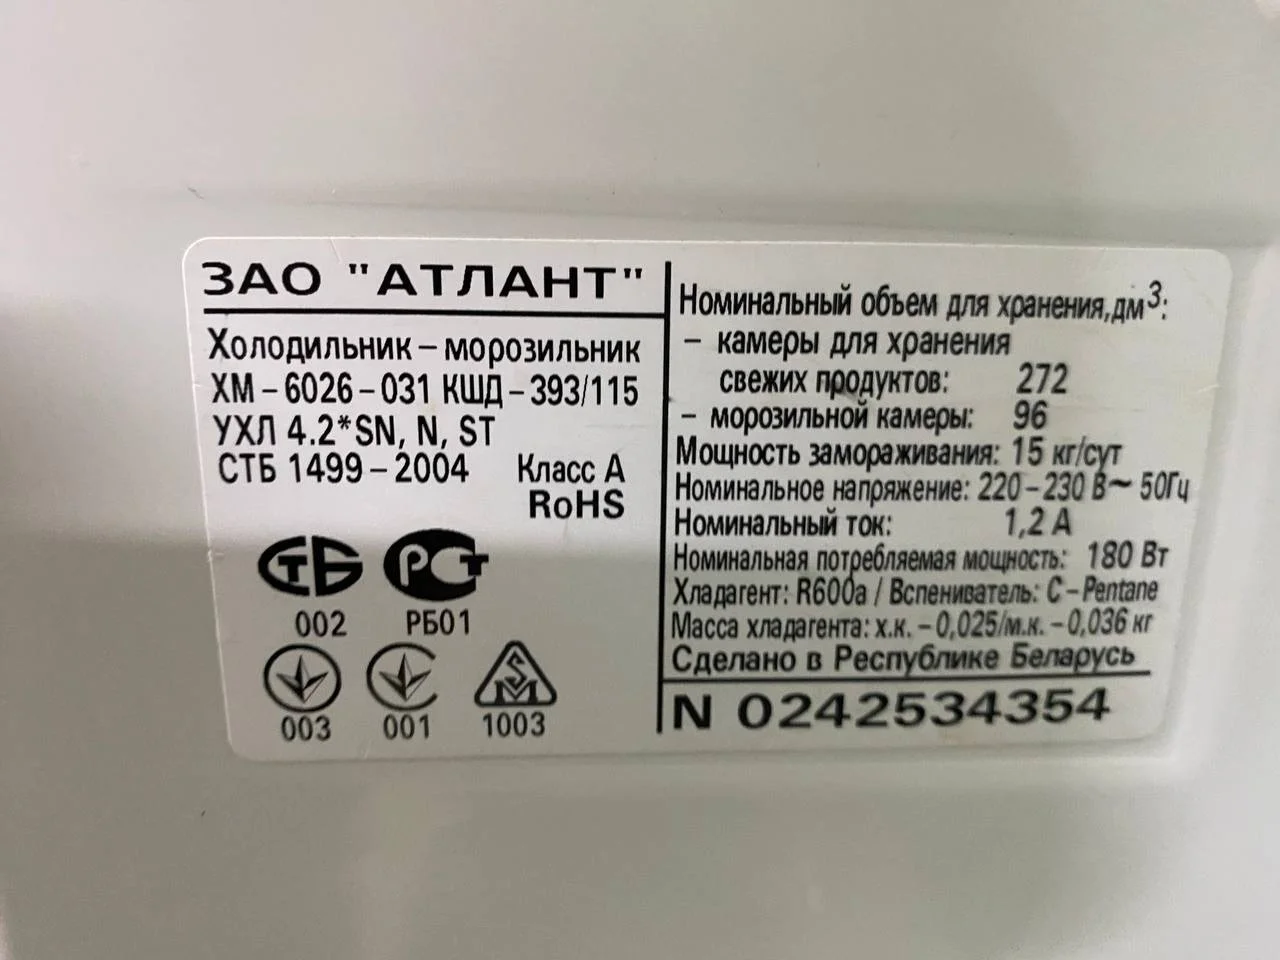 ЗАО "АТЛАНТ"
Холодильник – морозильник
ХМ – 6026 – 031 КШД – 393/115
УХЛ 4.2* SN, N, ST
СТБ 1499 – 2004 Класс А
RoHS
СТБ РСТ
002 РБ01
003 001 1003
Номинальный объем для хранения, дм³:
– камеры для хранения
свежих продуктов: 272
– морозильной камеры: 96
Мощность замораживания: 15 кг/сут
Номинальное напряжение: 220 – 230 В~ 50Гц
Номинальный ток: 1,2 А
Номинальная потребляемая мощность: 180 Вт
Хладагент: R600a / Вспениватель: C – Pentane
Масса хладагента: х.к. – 0,025/м.к. – 0,036 кг
Сделано в Республике Беларусь
N 0242534354